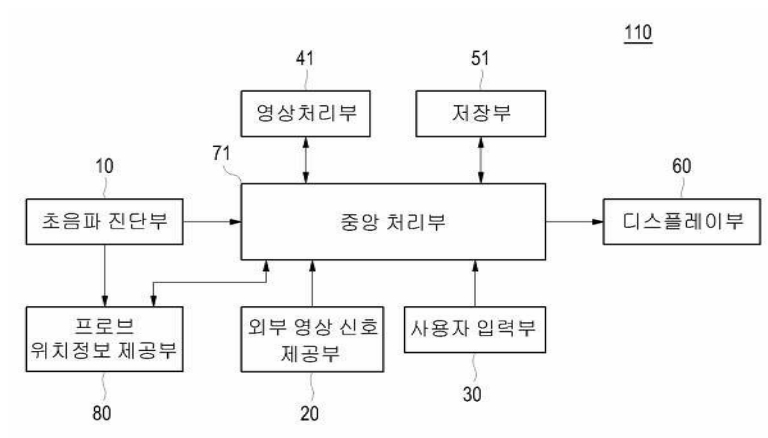 110
41
51
영상처리부
저장부
71
10
60
초음파 진단부
중앙 처리부
디스플레이부
프로브
위치정보 제공부
외부 영상 신호
제공부
사용자 입력부
80
20
30